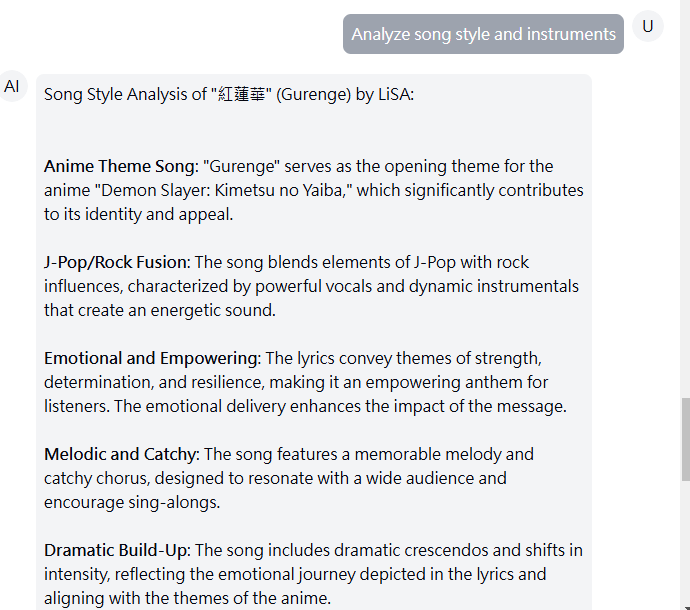 Analyze song style and instruments
U
AI
Song Style Analysis of "紅蓮華" (Gurenge) by LiSA:
Anime Theme Song: "Gurenge" serves as the opening theme for the
anime "Demon Slayer: Kimetsu no Yaiba," which significantly contributes
to its identity and appeal.
J-Pop/Rock Fusion: The song blends elements of J-Pop with rock
influences, characterized by powerful vocals and dynamic instrumentals
that create an energetic sound.
Emotional and Empowering: The lyrics convey themes of strength,
determination, and resilience, making it an empowering anthem for
listeners. The emotional delivery enhances the impact of the message.
Melodic and Catchy: The song features a memorable melody and
catchy chorus, designed to resonate with a wide audience and
encourage sing-alongs.
Dramatic Build-Up: The song includes dramatic crescendos and shifts in
intensity, reflecting the emotional journey depicted in the lyrics and
aligning with the themes of the anime.